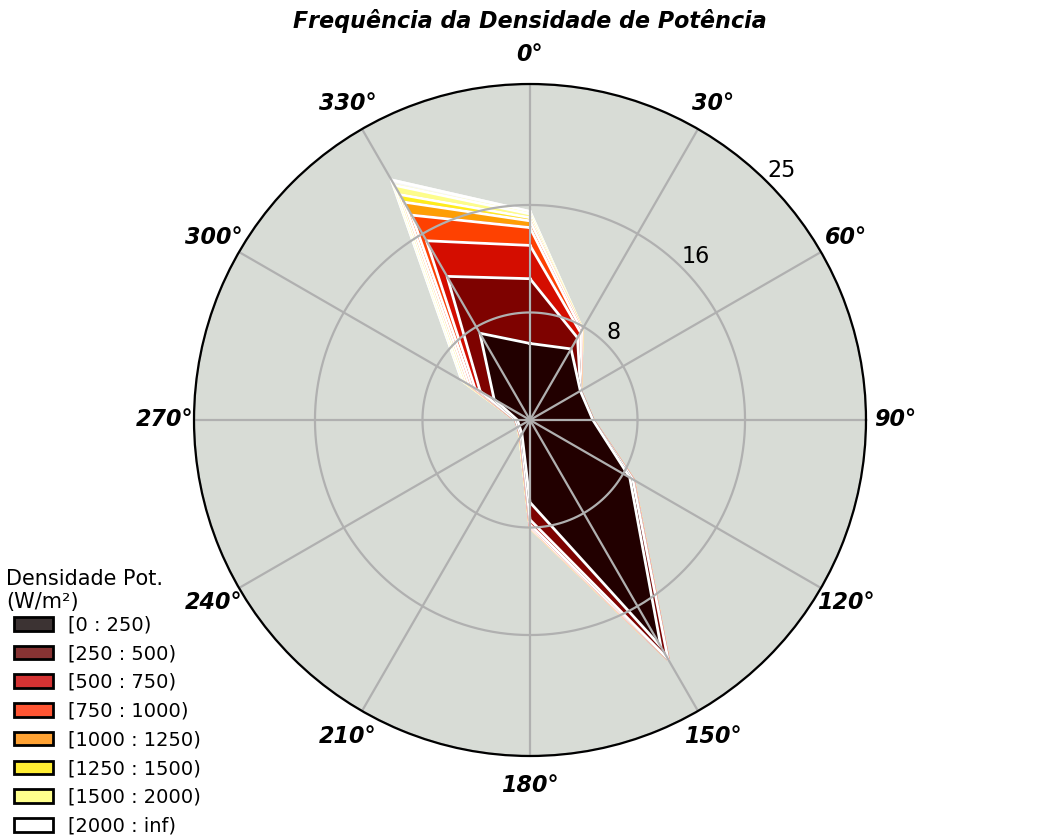 Frequência da Densidade de Potência
0°
30°
60°
90°
120°
150°
180°
210°
240°
270°
300°
330°
8
16
25
Densidade Pot.
(W/m²)
[0 : 250)
[250 : 500)
[500 : 750)
[750 : 1000)
[1000 : 1250)
[1250 : 1500)
[1500 : 2000)
[2000 : inf)